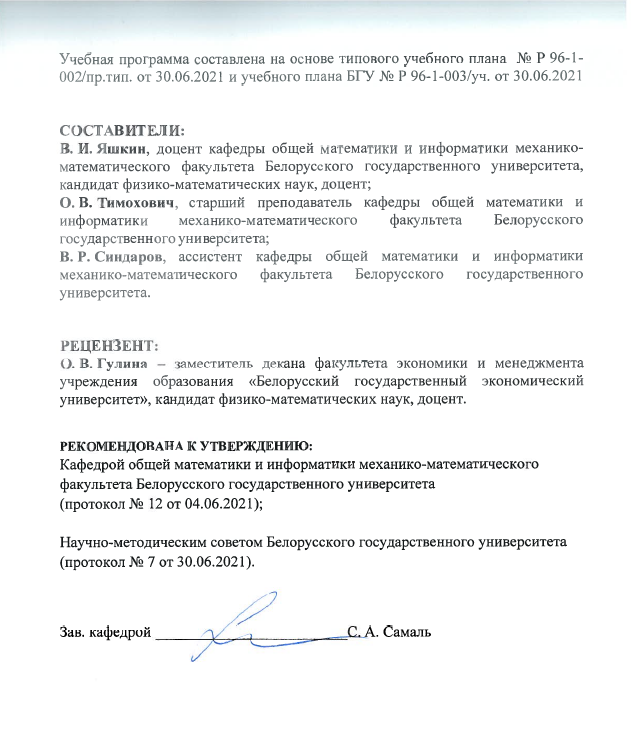 Учебная программа составлена на основе типового учебного плана № Р 96-1-
002/пр.тип. от 30.06.2021 и учебного плана БГУ № Р 96-1-003/уч. от 30.06.2021
СОСТАВИТЕЛИ:
В. И. Яшкин, доцент кафедры общей математики и информатики механико-
математического факультета Белорусского государственного университета,
кандидат физико-математических наук, доцент;
О. В. Тимохович, старший преподаватель кафедры общей математики и
информатики механико-математического факультета Белорусского
государственного университета;
В. Р. Синдаров, ассистент кафедры общей математики и информатики
механико-математического факультета Белорусского государственного
университета.
РЕЦЕНЗЕНТ:
О. В. Гулина – заместитель декана факультета экономики и менеджмента
учреждения образования «Белорусский государственный экономический
университет», кандидат физико-математических наук, доцент.
РЕКОМЕНДОВАНА К УТВЕРЖДЕНИЮ:
Кафедрой общей математики и информатики механико-математического
факультета Белорусского государственного университета
(протокол № 12 от 04.06.2021);
Научно-методическим советом Белорусского государственного университета
(протокол № 7 от 30.06.2021).
Зав. кафедрой ________________________С. А. Самаль